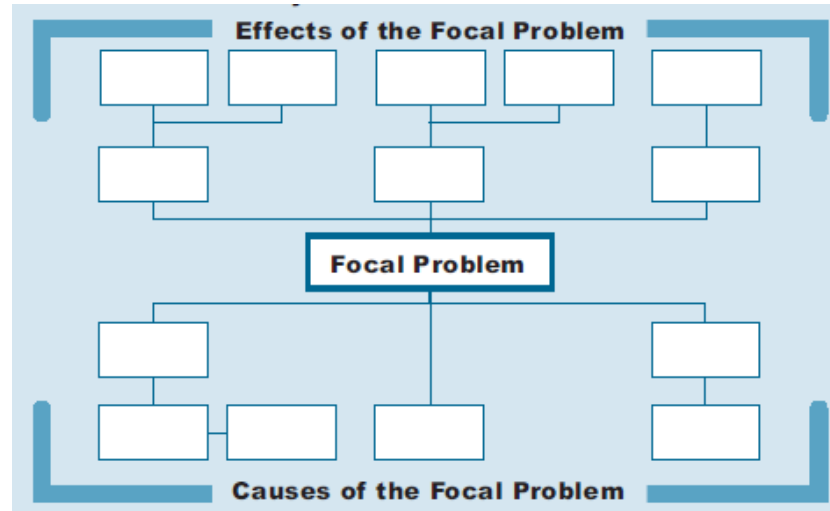 Effects of the Focal Problem
Focal Problem
Causes of the Focal Problem